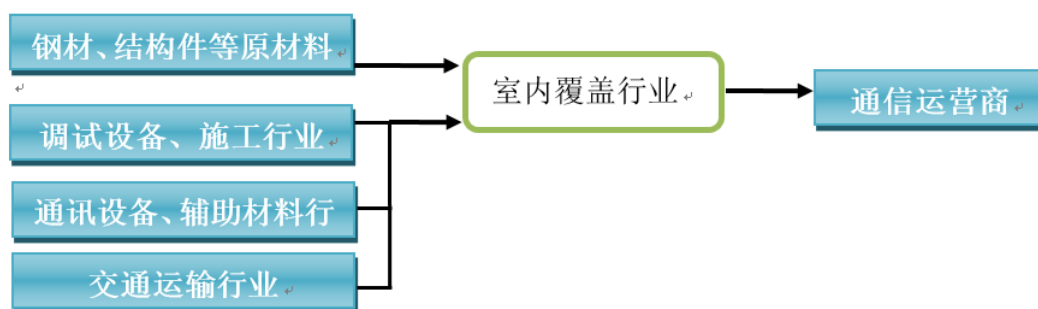 钢材、结构件等原材料
室内覆盖行业
通信运营商
调试设备、施工行业
通讯设备、辅助材料行
交通运输行业